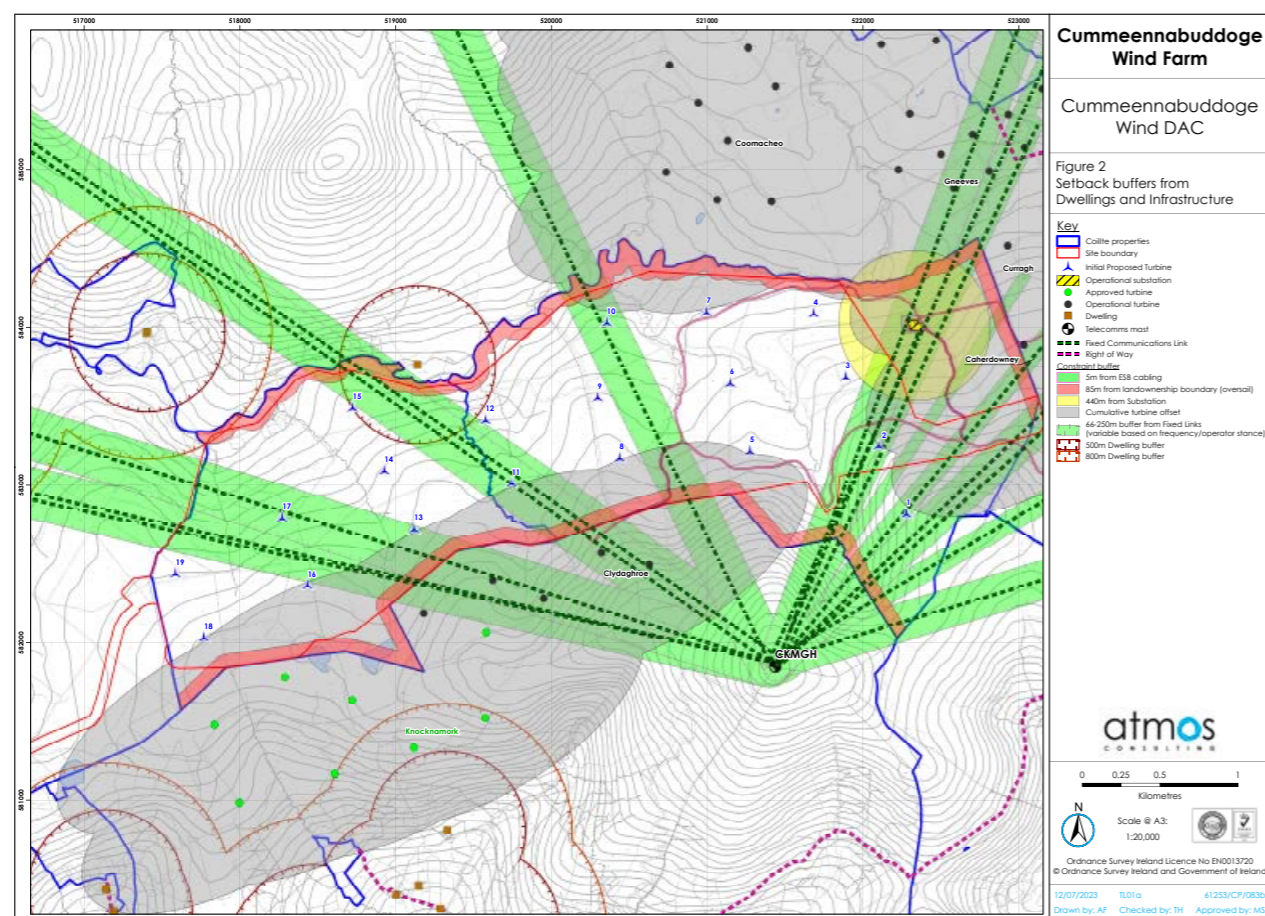 517000
518000
519000
520000
521000
522000
523000
585000
584000
583000
582000
581000
Coomacheo
Gneeves
Curragh
Caherdowney
Clydaghroe
CKMGH
Knocknamork
7
4
10
6
3
9
15
12
5
2
8
14
11
17
13
1
19
16
18
Cummeennabuddoge
Wind Farm
Cummeennabuddoge
Wind DAC
Figure 2
Setback buffers from
Dwellings and Infrastructure
Key
Coillte properties
Site boundary
Initial Proposed Turbine
Operational substation
Approved turbine
Operational turbine
Dwelling
Telecomms mast
Fixed Communications Link
Right of Way
Constraint buffer
5m from ESB cabling
85m from landownership boundary (oversail)
440m from Substation
Cumulative turbine offset
66-250m buffer from Fixed Links
(variable based on frequency/operator stance)
500m Dwelling buffer
800m Dwelling buffer
atmos
CONSULTING
0 0.25 0.5 1
Kilometres
N
Scale @ A3:
1:20,000
Ordnance Survey Ireland Licence No EN0013720
© Ordnance Survey Ireland and Government of Ireland
12/07/2023 TL01a 61253/CP/083b
Drawn by: AF Checked by: TH Approved by: MS